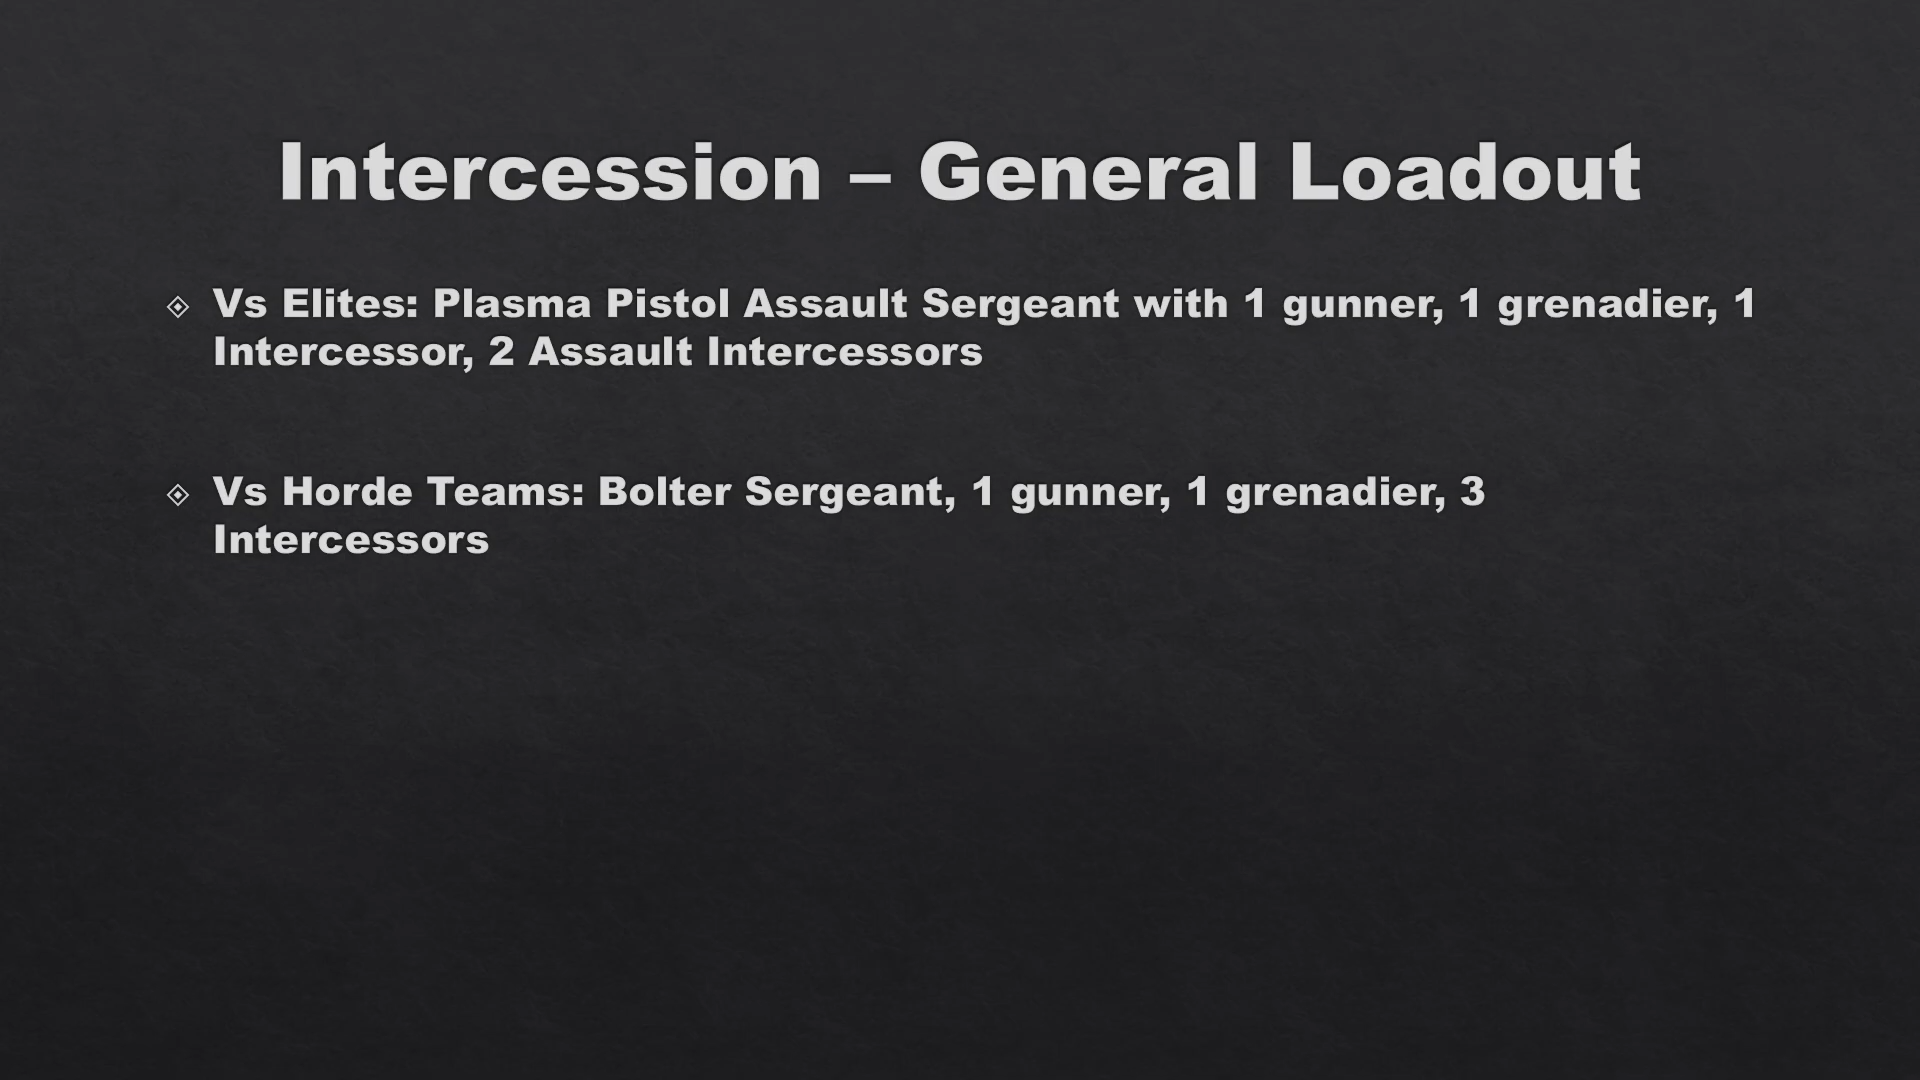 Intercession – General Loadout
Vs Elites: Plasma Pistol Assault Sergeant with 1 gunner, 1 grenadier, 1
Intercessor, 2 Assault Intercessors
Vs Horde Teams: Bolter Sergeant, 1 gunner, 1 grenadier, 3
Intercessors